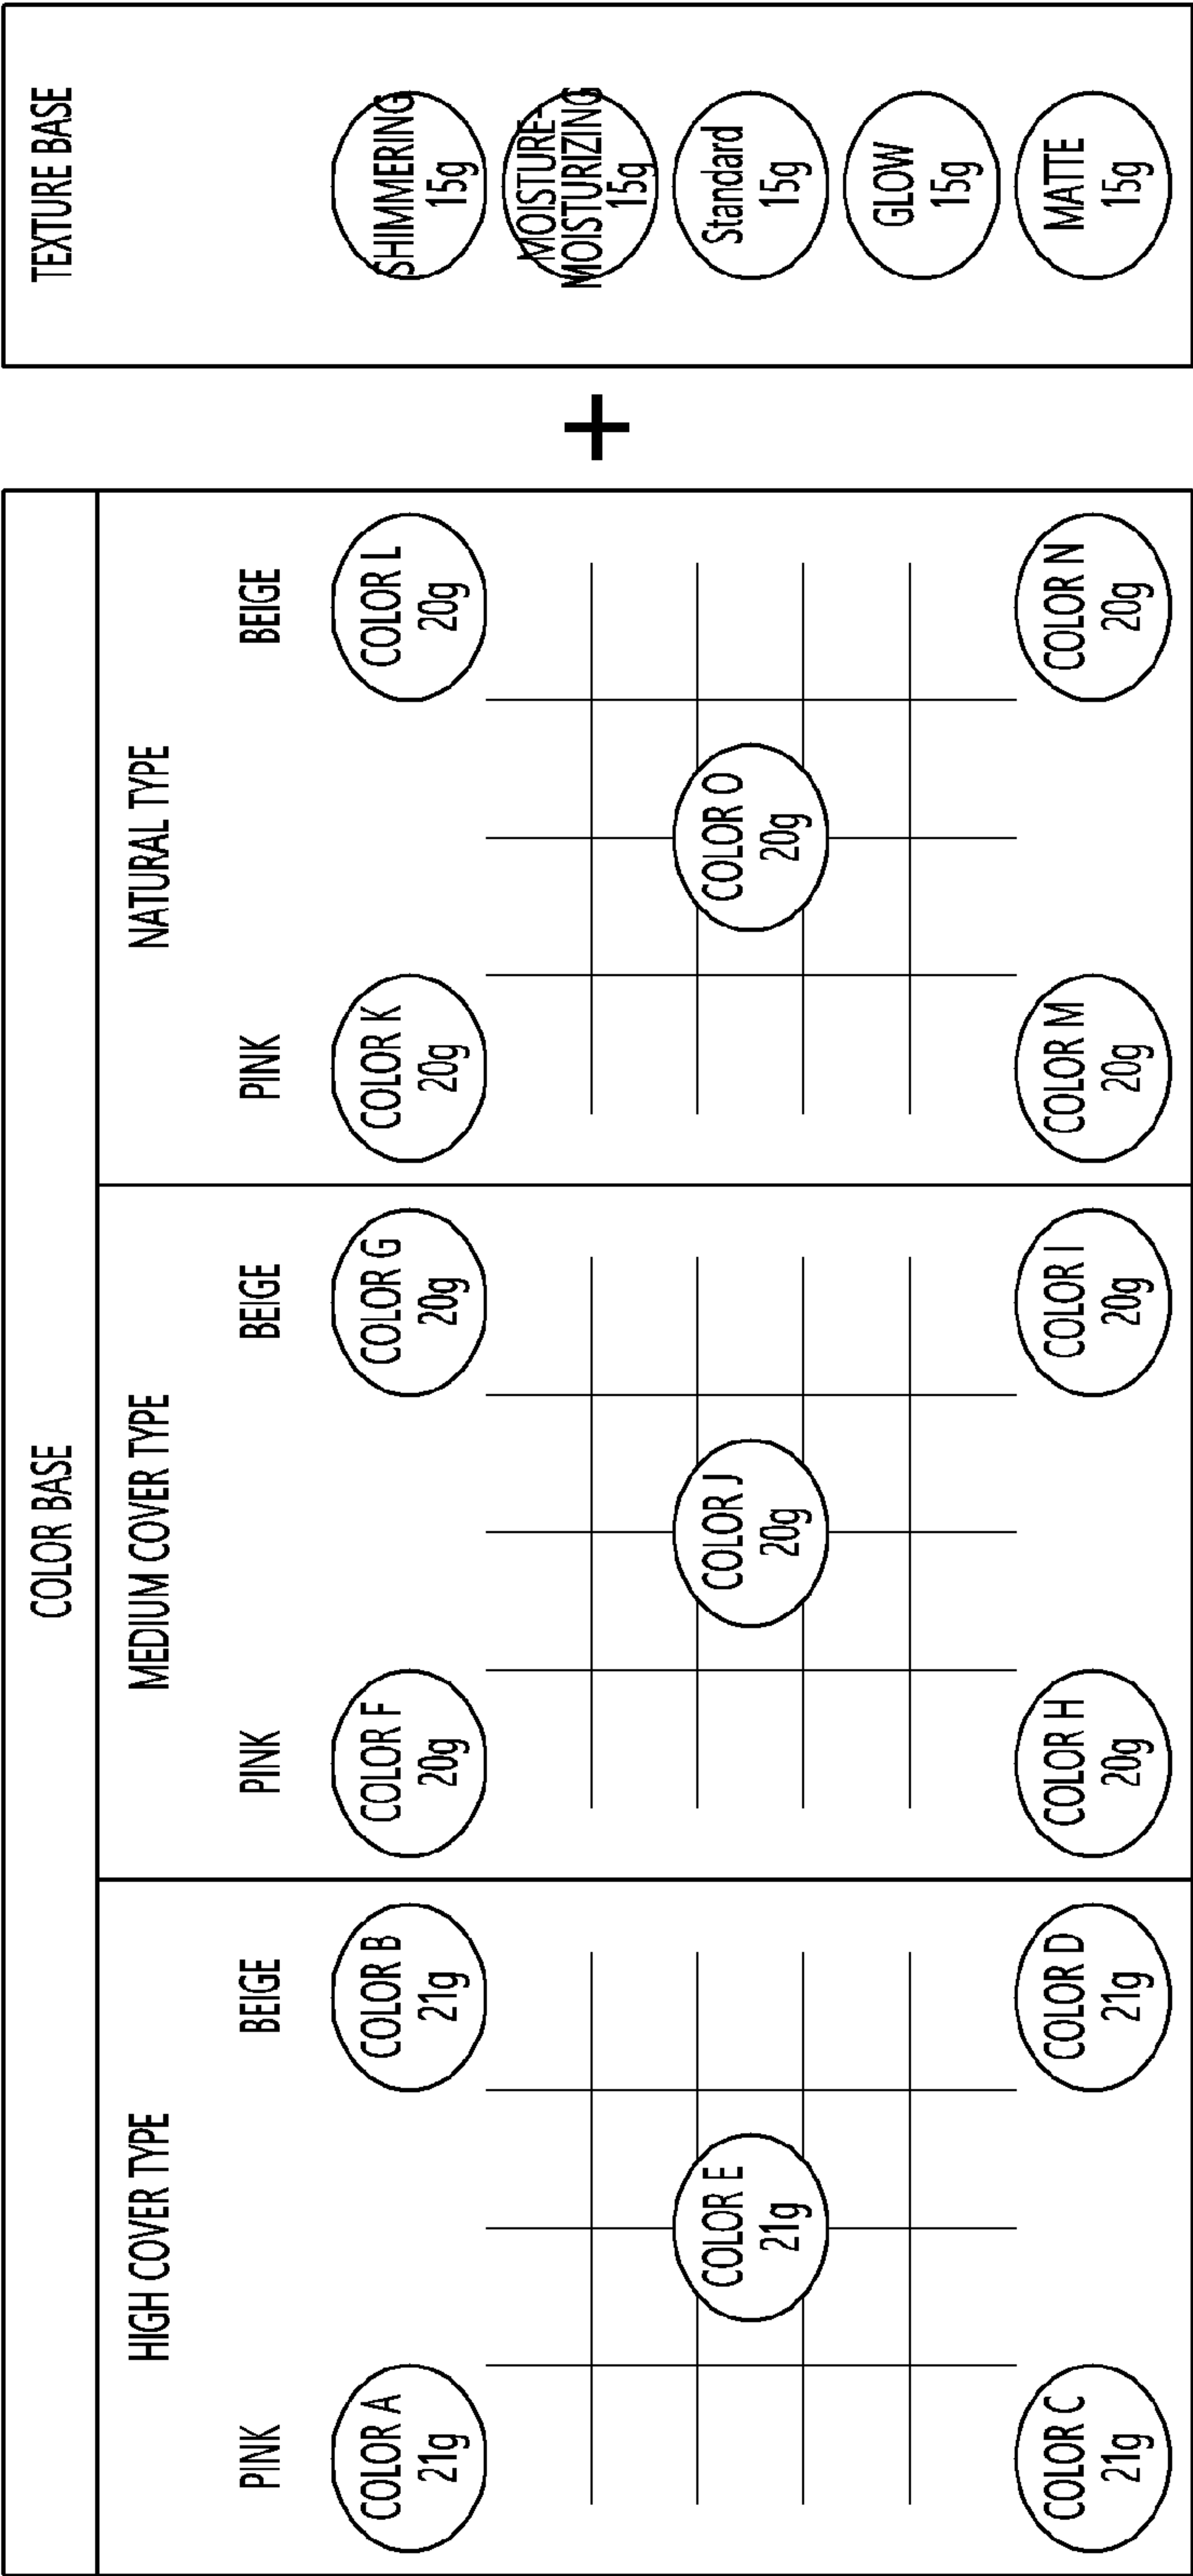 COLOR BASE
HIGH COVER TYPE
PINK
BEIGE
COLOR A
21g
COLOR B
21g
COLOR E
21g
COLOR C
21g
COLOR D
21g
MEDIUM COVER TYPE
PINK
BEIGE
COLOR F
20g
COLOR G
20g
COLOR J
20g
COLOR H
20g
COLOR I
20g
NATURAL TYPE
PINK
BEIGE
COLOR K
20g
COLOR L
20g
COLOR O
20g
COLOR M
20g
COLOR N
20g
+
TEXTURE BASE
SHIMMERING
15g
MOISTURE-
MOISTURIZING
15g
Standard
15g
GLOW
15g
MATTE
15g